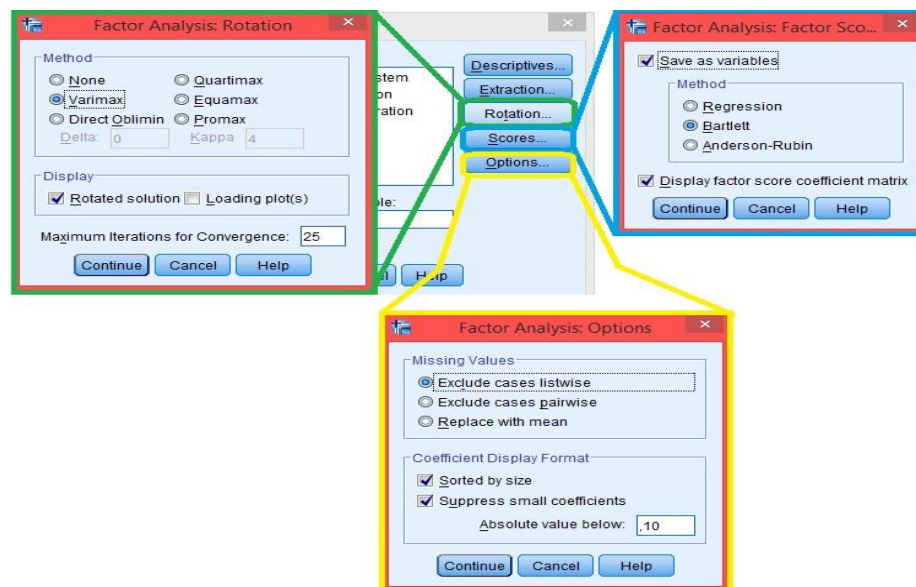 Factor Analysis: Rotation
Method
None
Quartimax
Varimax
Equamax
Direct Oblimin
Promax
Delta: 0
Kappa 4
Display
Rotated solution
Loading plot(s)
Maximum Iterations for Convergence: 25
Continue Cancel Help
Descriptives...
Extraction...
Rotation...
Scores...
Options...
Help
Factor Analysis: Factor Sco...
Save as variables
Method
Regression
Bartlett
Anderson-Rubin
Display factor score coefficient matrix
Continue Cancel Help
Factor Analysis: Options
Missing Values
Exclude cases listwise
Exclude cases pairwise
Replace with mean
Coefficient Display Format
Sorted by size
Suppress small coefficients
Absolute value below: ,10
Continue Cancel Help